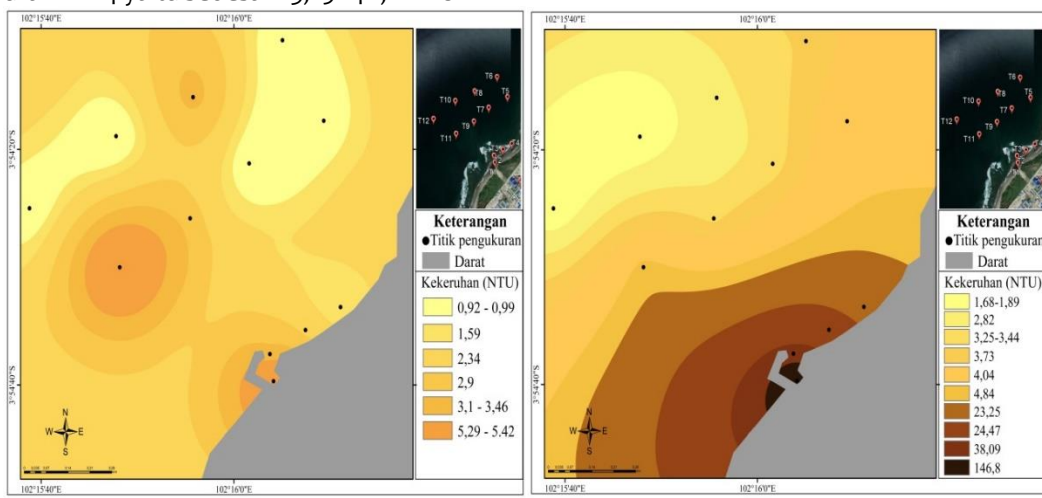 102°15'40"E 102°16'0"E
3°54'20"S
3°54'40"S
N
W E
S
102°15'40"E 102°16'0"E
T6
T8
T5
T10
T7
T12
T9
T11
Keterangan
Titik pengukuran
Darat
Kekeruhan (NTU)
0,92 - 0,99
1,59
2,34
2,9
3,1 - 3,46
5,29 - 5.42
102°15'40"E 102°16'0"E
3°54'20"S
3°54'40"S
N
W E
S
102°15'40"E 102°16'0"E
T6
T8
T5
T10
T7
T12
T9
T11
Keterangan
Titik pengukuran
Darat
Kekeruhan (NTU)
1,68-1,89
2,82
3,25-3,44
3,73
4,04
4,84
23,25
24,47
38,09
146,8